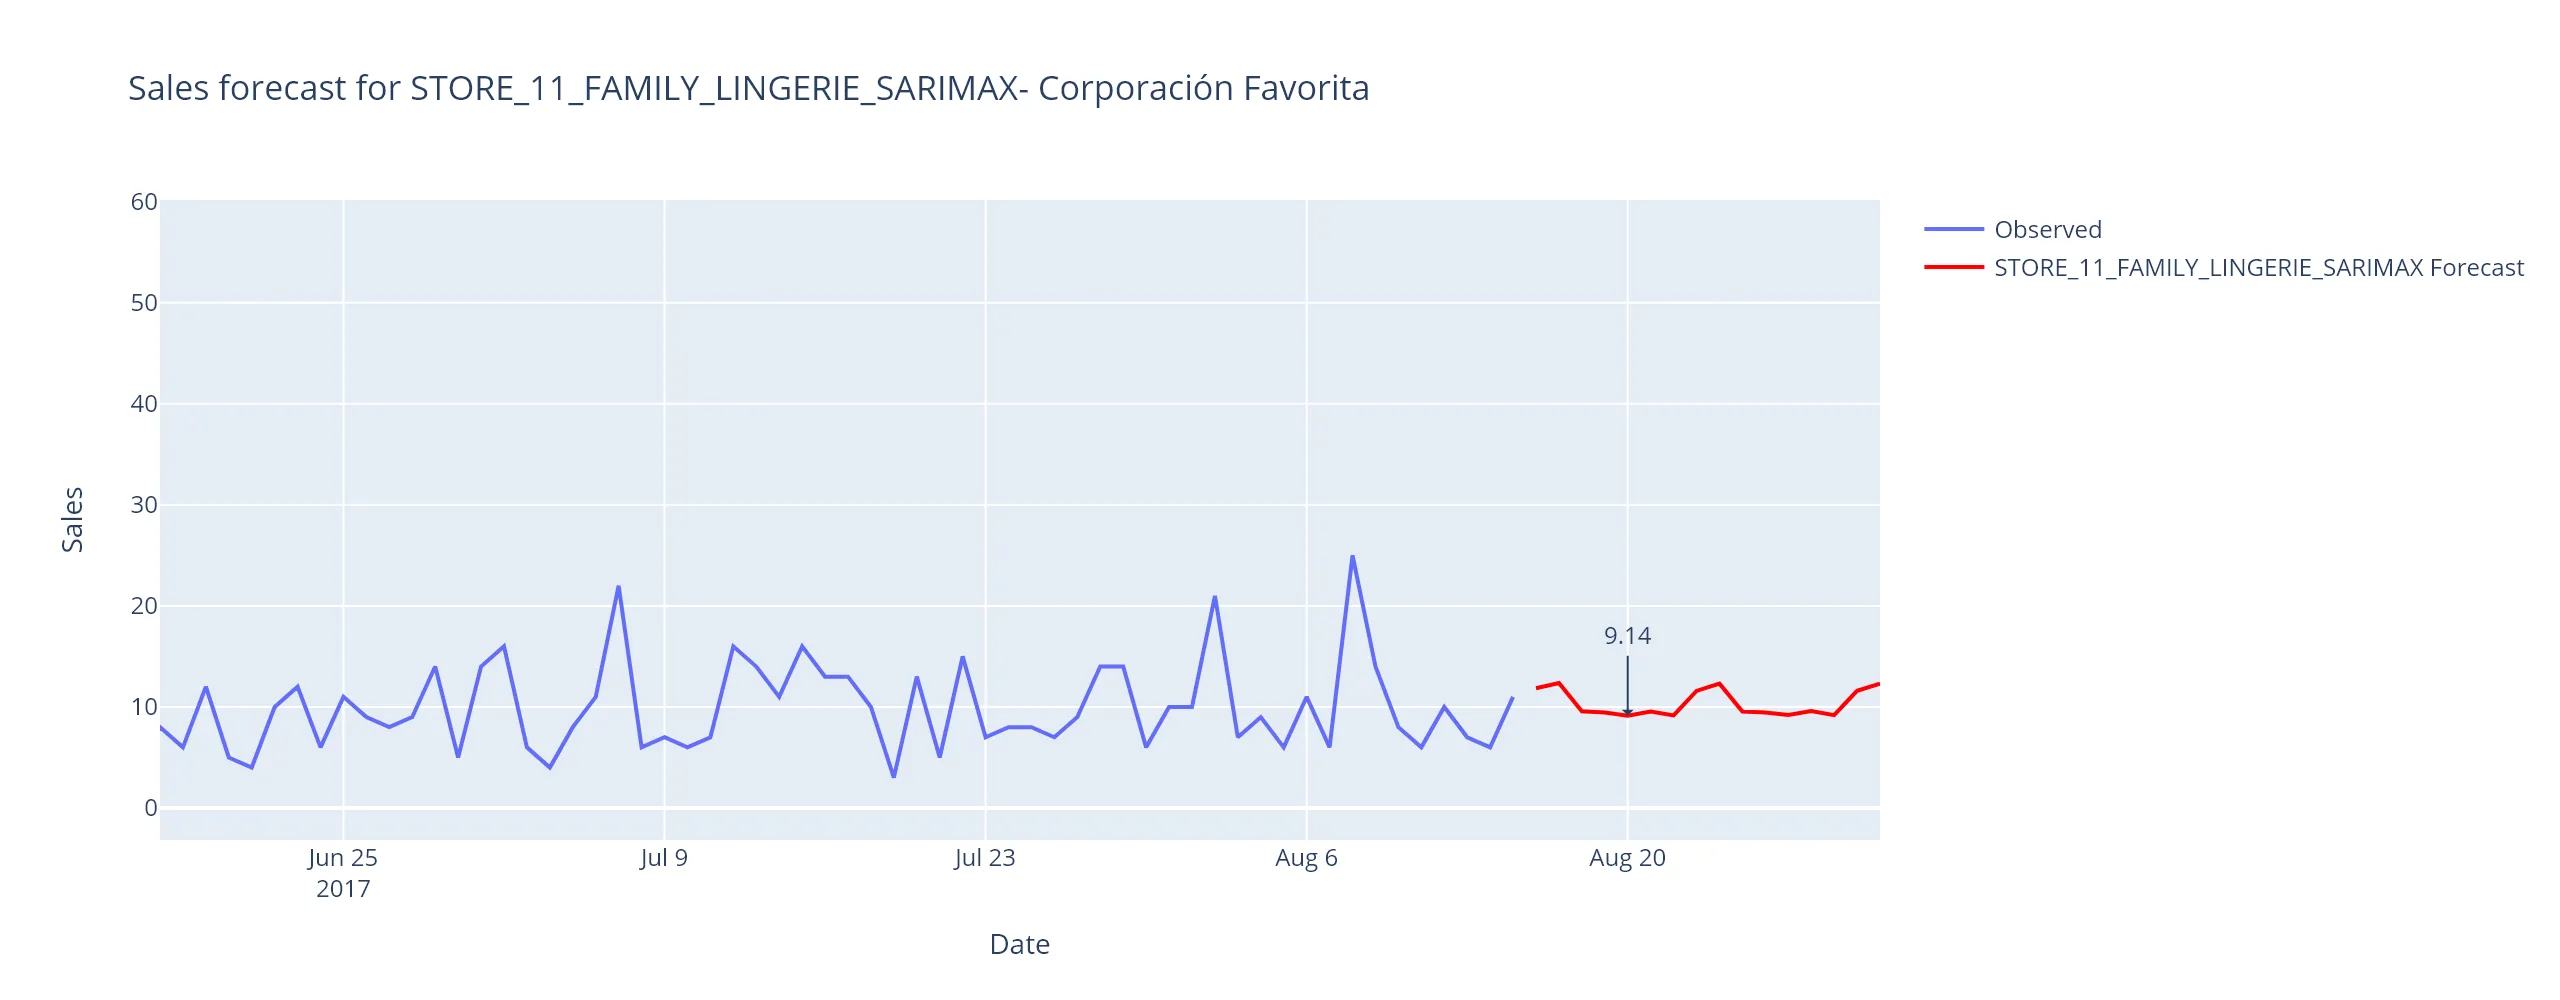 Sales forecast for STORE_11_FAMILY_LINGERIE_SARIMAX- Corporación Favorita
Observed
STORE_11_FAMILY_LINGERIE_SARIMAX Forecast
60
50
40
30
20
10
0
Sales
9.14
Jun 25
2017
Jul 9
Jul 23
Aug 6
Aug 20
Date